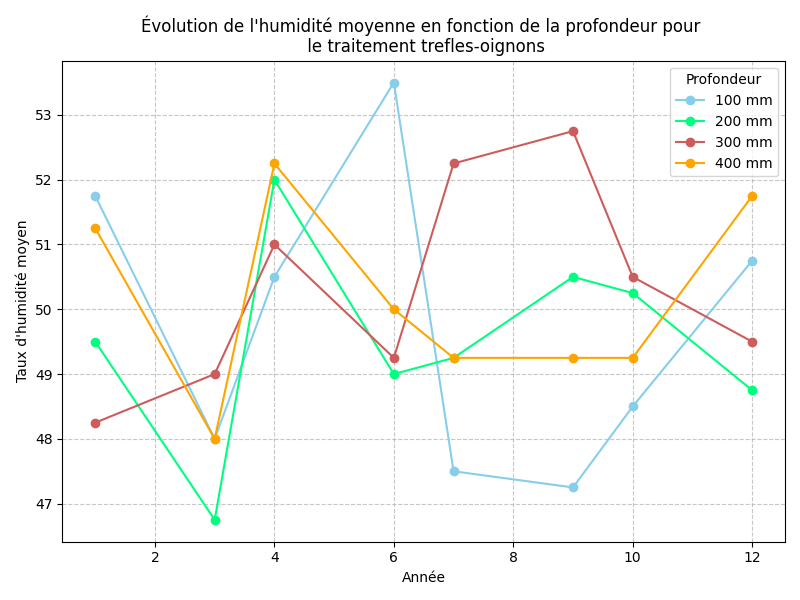 Évolution de l'humidité moyenne en fonction de la profondeur pour
le traitement trefles-oignons
Profondeur
100 mm
200 mm
300 mm
400 mm
Taux d'humidité moyen
53
52
51
50
49
48
47
2 4 6 8 10 12
Année